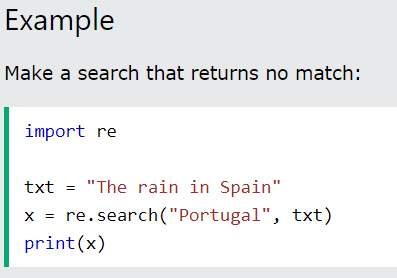 Example
Make a search that returns no match:
import re
txt = "The rain in Spain"
x = re.search("Portugal", txt)
print(x)